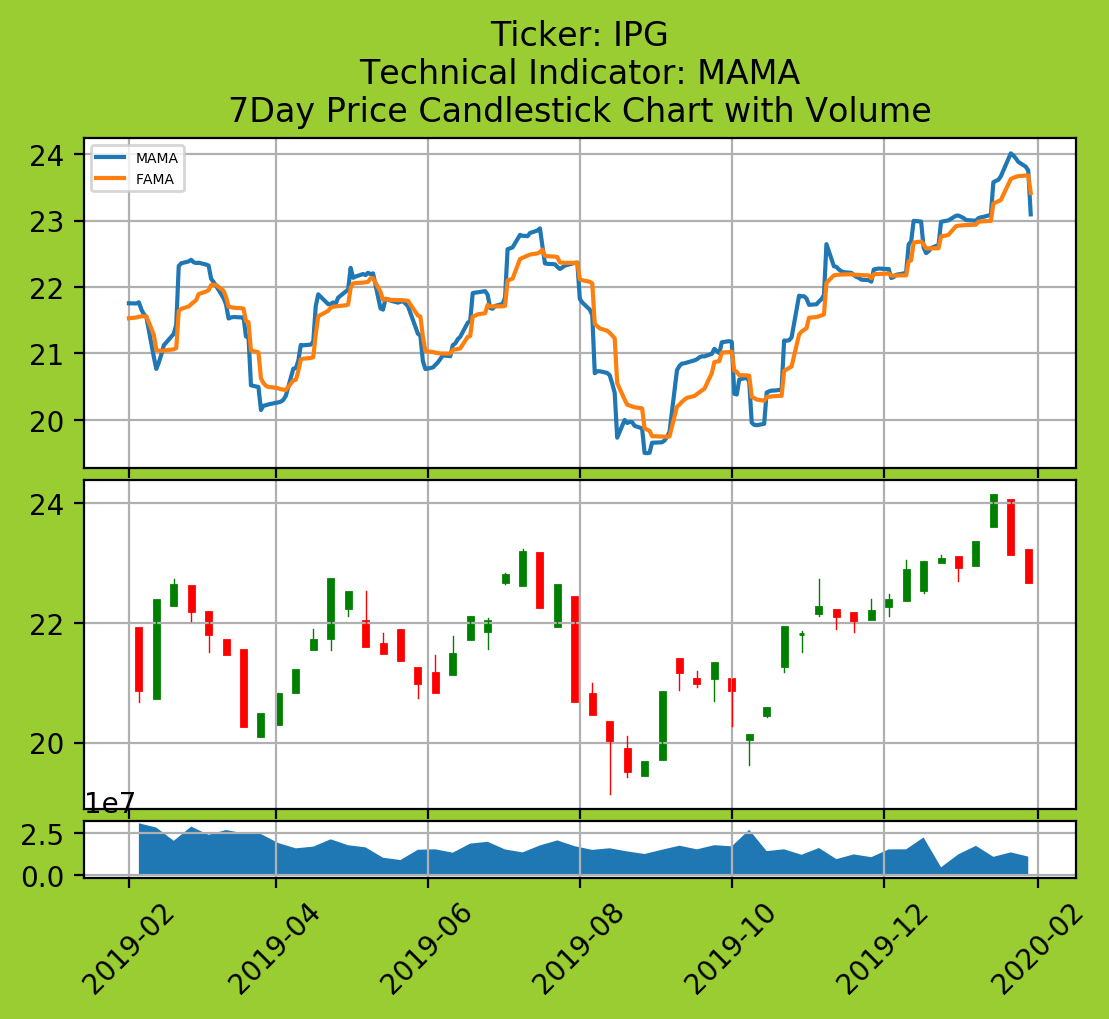 Ticker: IPG
Technical Indicator: MAMA
7Day Price Candlestick Chart with Volume
24
23
22
21
20
MAMA
FAMA
24
22
20
1e7
2.5
0.0
2019-02
2019-04
2019-06
2019-08
2019-10
2019-12
2020-02